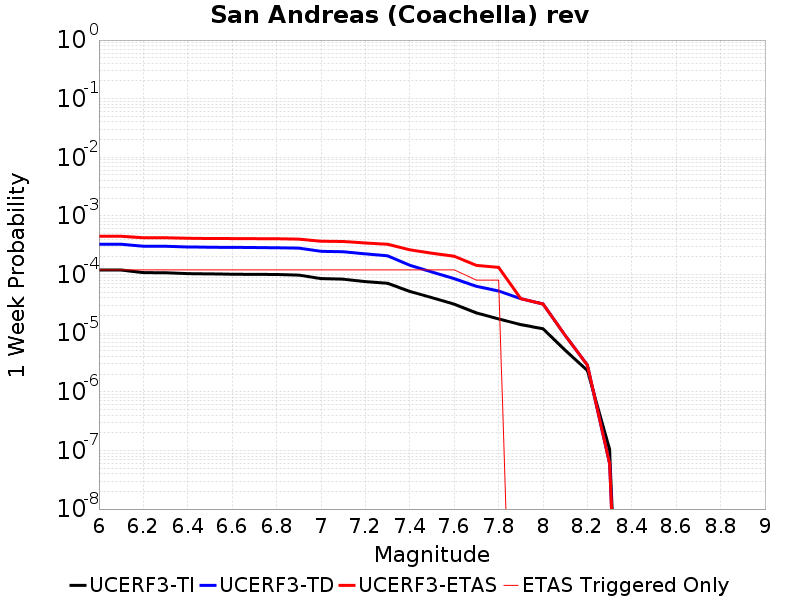 San Andreas (Coachella) rev
10^0
10^-1
10^-2
10^-3
10^-4
10^-5
10^-6
10^-7
10^-8
1 Week Probability
6 6.2 6.4 6.6 6.8 7 7.2 7.4 7.6 7.8 8 8.2 8.4 8.6 8.8 9
Magnitude
UCERF3-TI UCERF3-TD UCERF3-ETAS ETAS Triggered Only